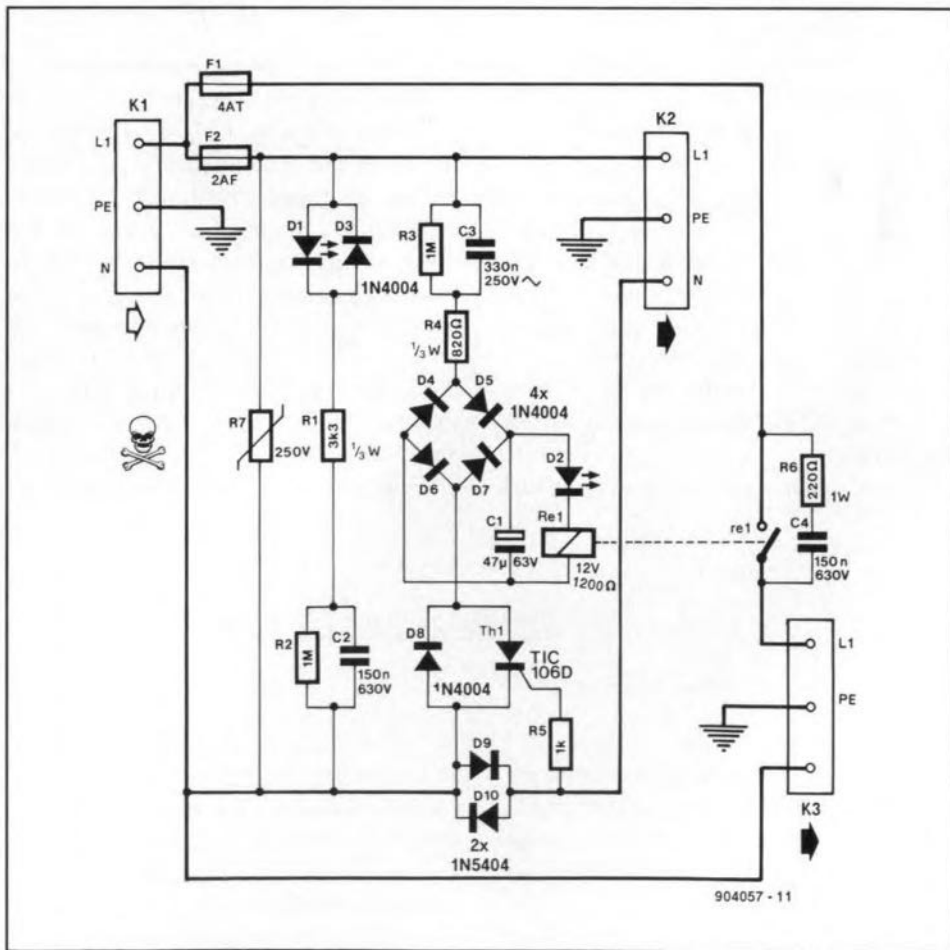 F1
4AT
K1
L1
F2
2AF
PE
N
K2
L1
PE
N
D1
D3
1N4004
R3
1M
C3
330n
250V~
R4
820Ω
1/3 W
D4
D5
4x
1N4004
D6
D7
R7
250V
R1
3k3
1/3 W
D2
C1
47µ
63V
Re1
12V
1200Ω
re1
R6
220Ω
1W
C4
150n
630V
R2
1M
C2
150n
630V
D8
1N4004
Th1
TIC
106D
R5
1k
D9
D10
2x
1N5404
L1
PE
K3
904057 - 11